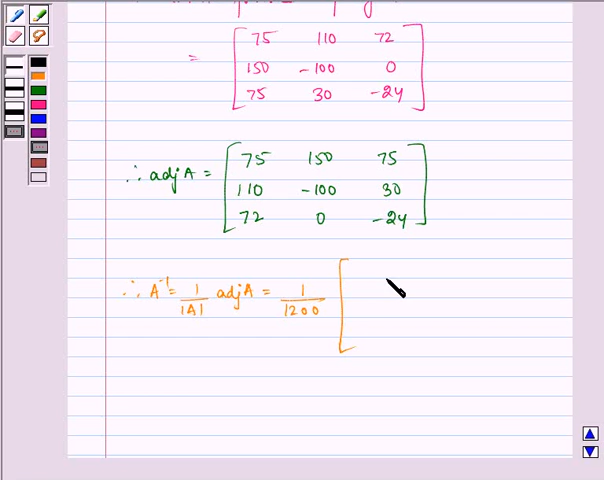 75 110 72
= 150 -100 0
75 30 -24
75 150 75
∴ adj A = 110 -100 30
72 0 -24
∴ A⁻¹ = 1/|A| adj A = 1/1200 [